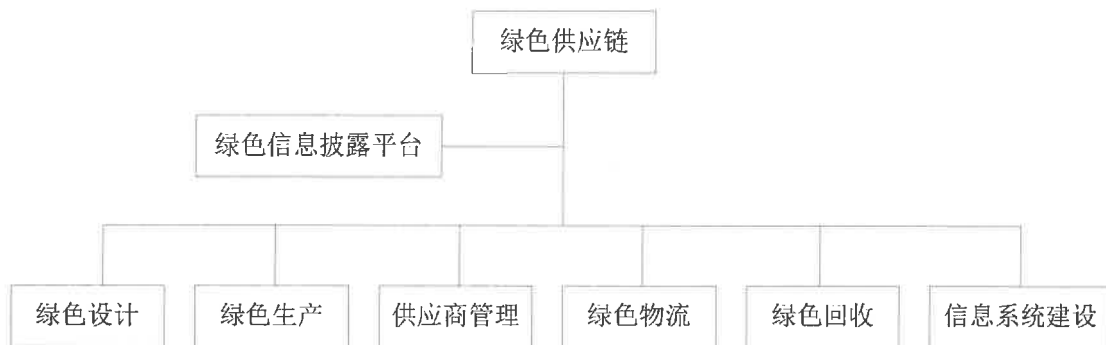 绿色供应链
绿色信息披露平台
绿色设计
绿色生产
供应商管理
绿色物流
绿色回收
信息系统建设